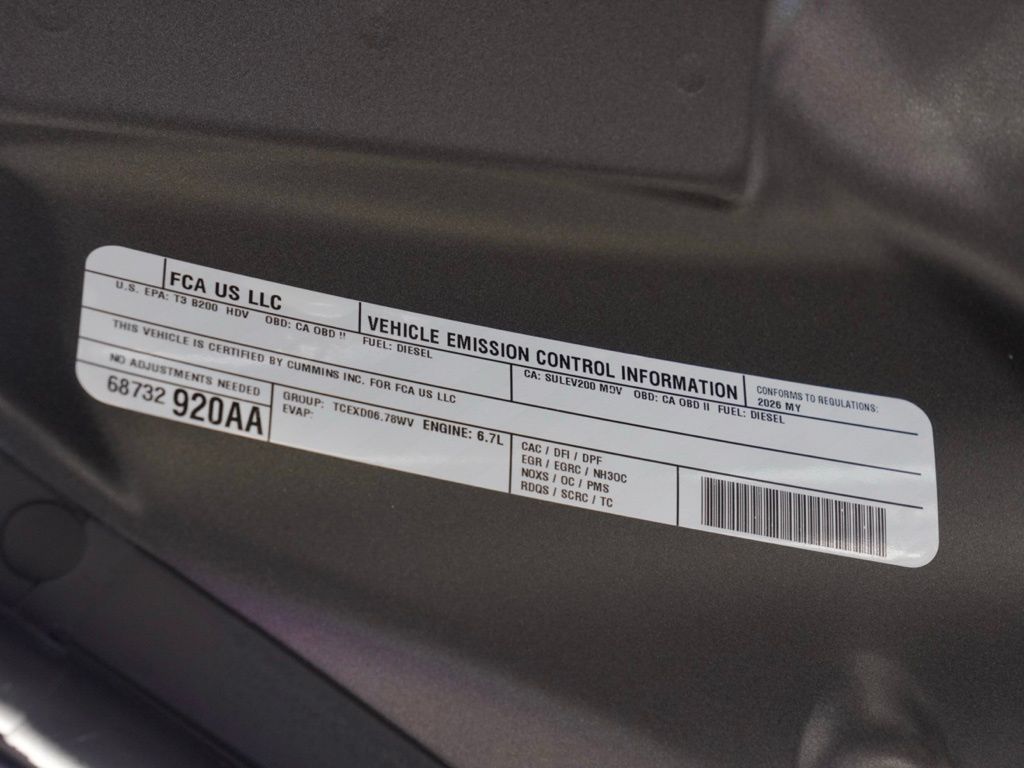 FCA US LLC
VEHICLE EMISSION CONTROL INFORMATION
CONFORMS TO REGULATIONS:
2026 MY
U.S. EPA: T3 B200 HDV OBD: CA OBD II FUEL: DIESEL
CA: SULEV200 MDV OBD: CA OBD II FUEL: DIESEL
THIS VEHICLE IS CERTIFIED BY CUMMINS INC. FOR FCA US LLC
NO ADJUSTMENTS NEEDED
68732 920AA
GROUP: TCEXD06.78WV ENGINE: 6.7L
EVAP:
CAC / DFI / DPF
EGR / EGRC / NH3OC
NOXS / OC / PMS
RDQS / SCRC / TC